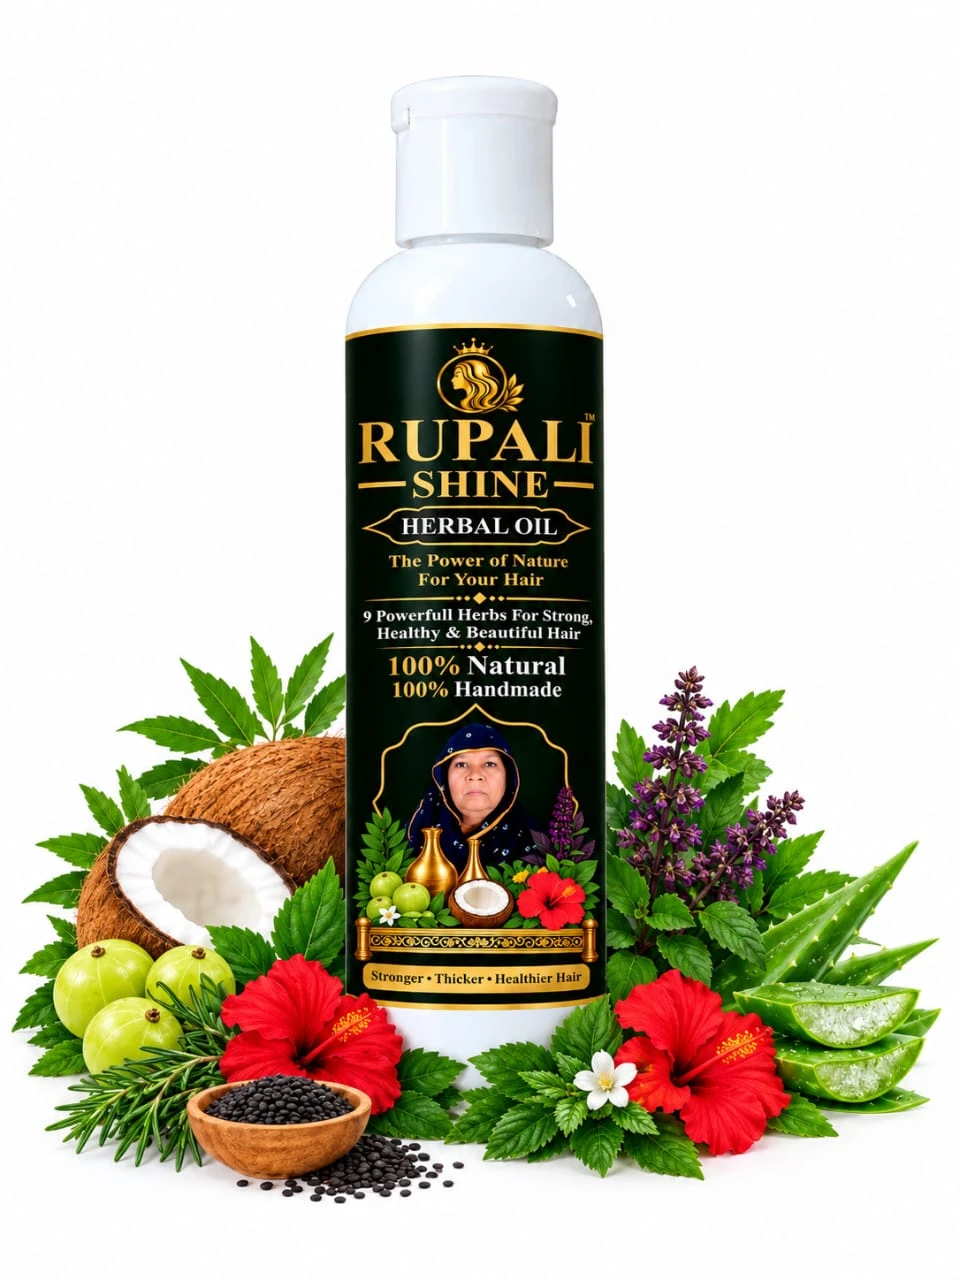 RUPALI™
SHINE
HERBAL OIL
The Power of Nature
For Your Hair
9 Powerfull Herbs For Strong,
Healthy & Beautiful Hair
100% Natural
100% Handmade
Stronger • Thicker • Healthier Hair